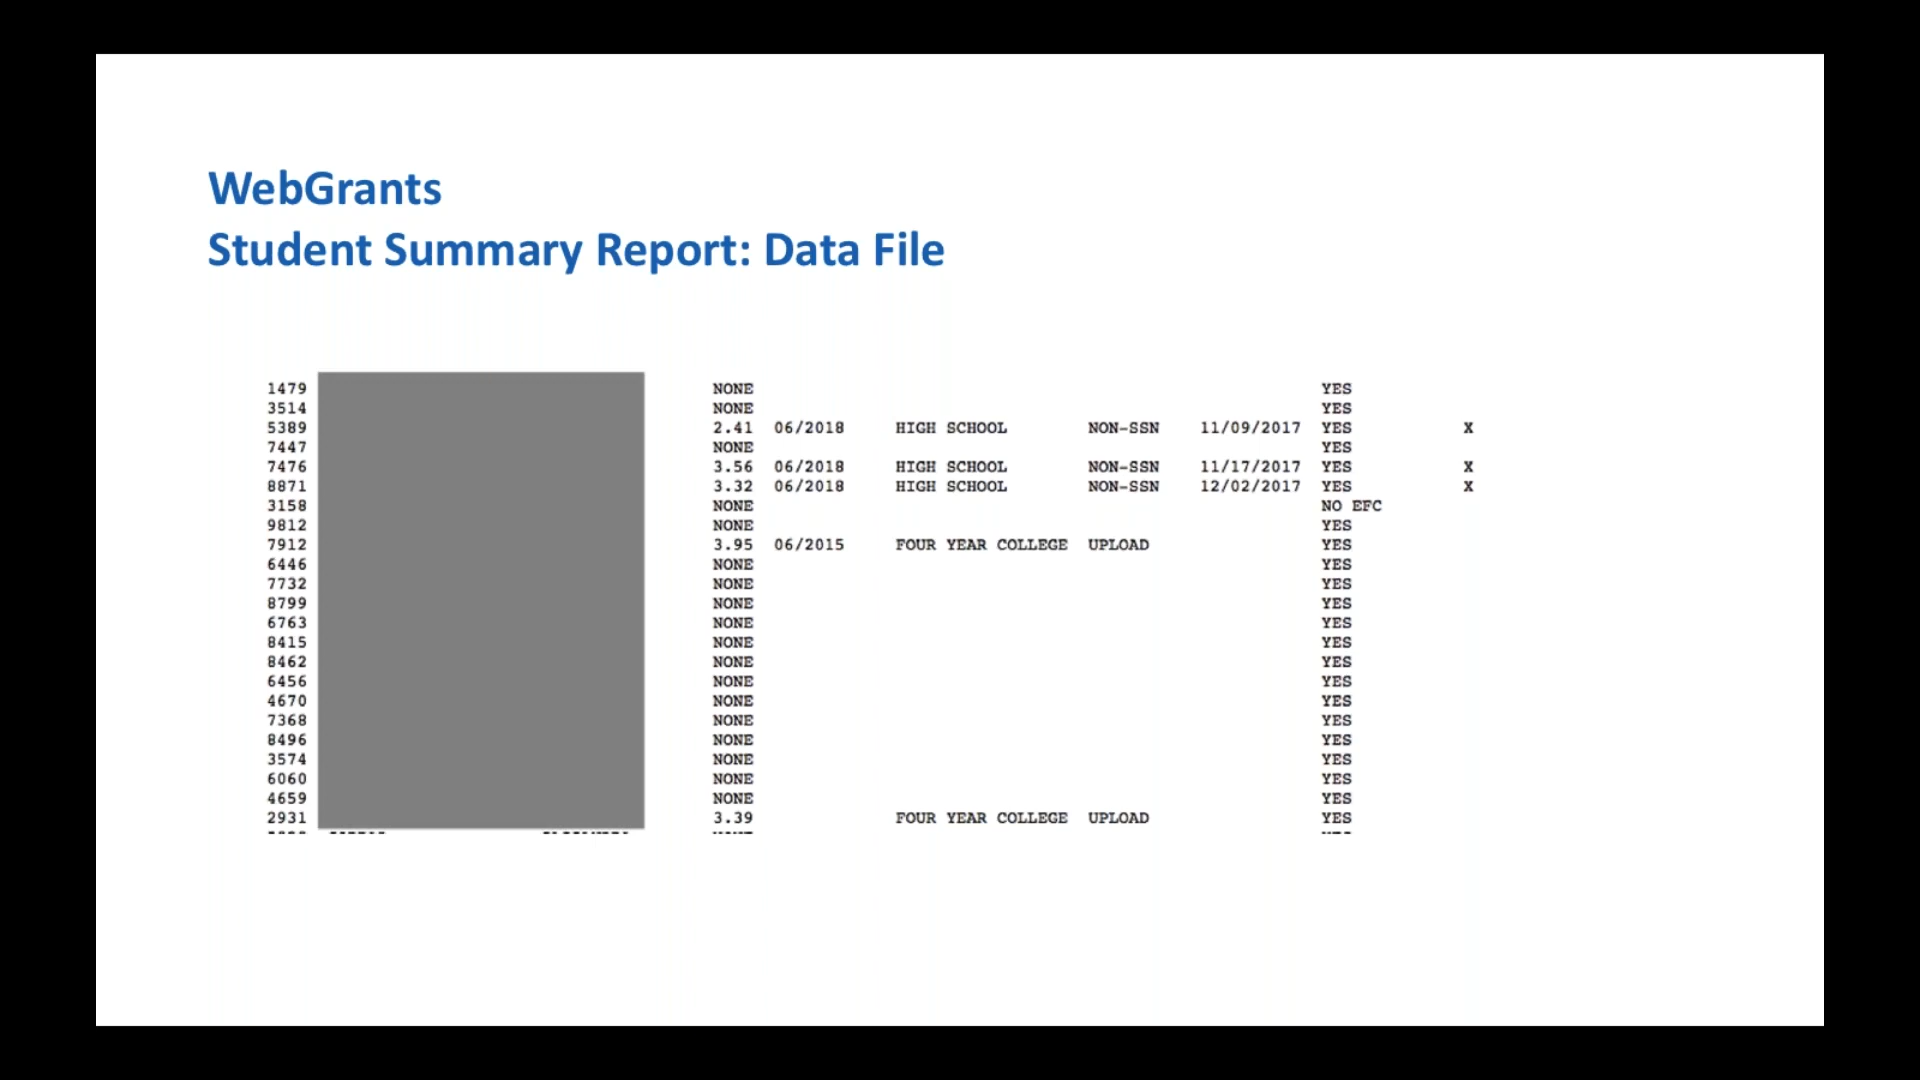 WebGrants
Student Summary Report: Data File
1479 NONE YES
3514 NONE YES
5389 2.41 06/2018 HIGH SCHOOL NON-SSN 11/09/2017 YES X
7447 NONE YES
7476 3.56 06/2018 HIGH SCHOOL NON-SSN 11/17/2017 YES X
8871 3.32 06/2018 HIGH SCHOOL NON-SSN 12/02/2017 YES X
3158 NONE NO EFC
9812 NONE YES
7912 3.95 06/2015 FOUR YEAR COLLEGE UPLOAD YES
6446 NONE YES
7732 NONE YES
8799 NONE YES
6763 NONE YES
8415 NONE YES
8462 NONE YES
6456 NONE YES
4670 NONE YES
7368 NONE YES
8496 NONE YES
3574 NONE YES
6060 NONE YES
4659 NONE YES
2931 3.39 FOUR YEAR COLLEGE UPLOAD YES